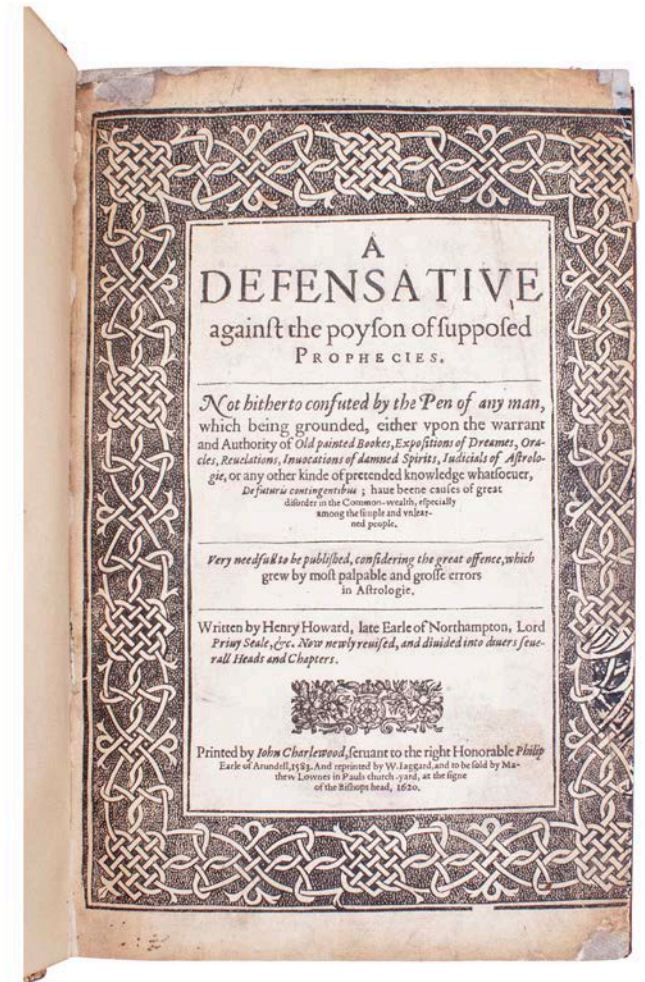 A
DEFENSATIVE
againſt the poyſon of ſuppoſed
PROPHECIES.
Not hitherto confuted by the Pen of any man,
which being grounded, either vpon the warrant
and Authority of Old painted Bookes, Expoſitions of Dreames, Ora-
cles, Reuelations, Inuocations of damned Spirits, Iudicials of Aſtrolo-
gie, or any other kinde of pretended knowledge whatſoeuer,
De futuris contingentibus ; haue beene cauſes of great
diſorder in the Common-wealth, eſpecially
among the ſimple and vnlear-
ned people.
Very needfull to be publiſhed, conſidering the great offence, which
grew by moſt palpable and groſſe errors
in Aſtrologie.
Written by Henry Howard, late Earle of Northampton, Lord
Priuy Seale, &c. Now newly reuiſed, and diuided into diuers ſeue-
rall Heads and Chapters.
Printed by Iohn Charlewood, ſeruant to the right Honorable Philip
Earle of Arundell, 1583. And reprinted by W. Iaggard, and to be ſold by Ma-
thew Lownes in Pauls church-yard, at the ſigne
of the Biſhops head, 1620.